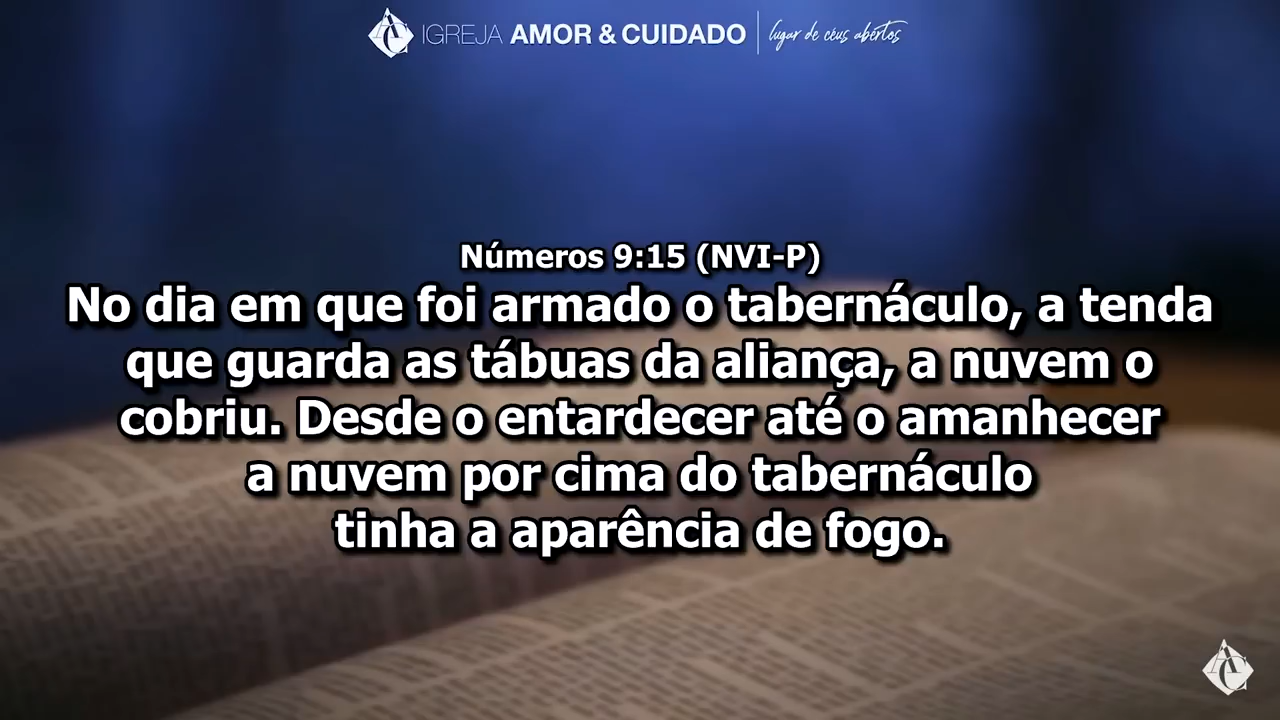 IGREJA AMOR & CUIDADO lugar de céus abertos
Números 9:15 (NVI-P)
No dia em que foi armado o tabernáculo, a tenda
que guarda as tábuas da aliança, a nuvem o
cobriu. Desde o entardecer até o amanhecer
a nuvem por cima do tabernáculo
tinha a aparência de fogo.